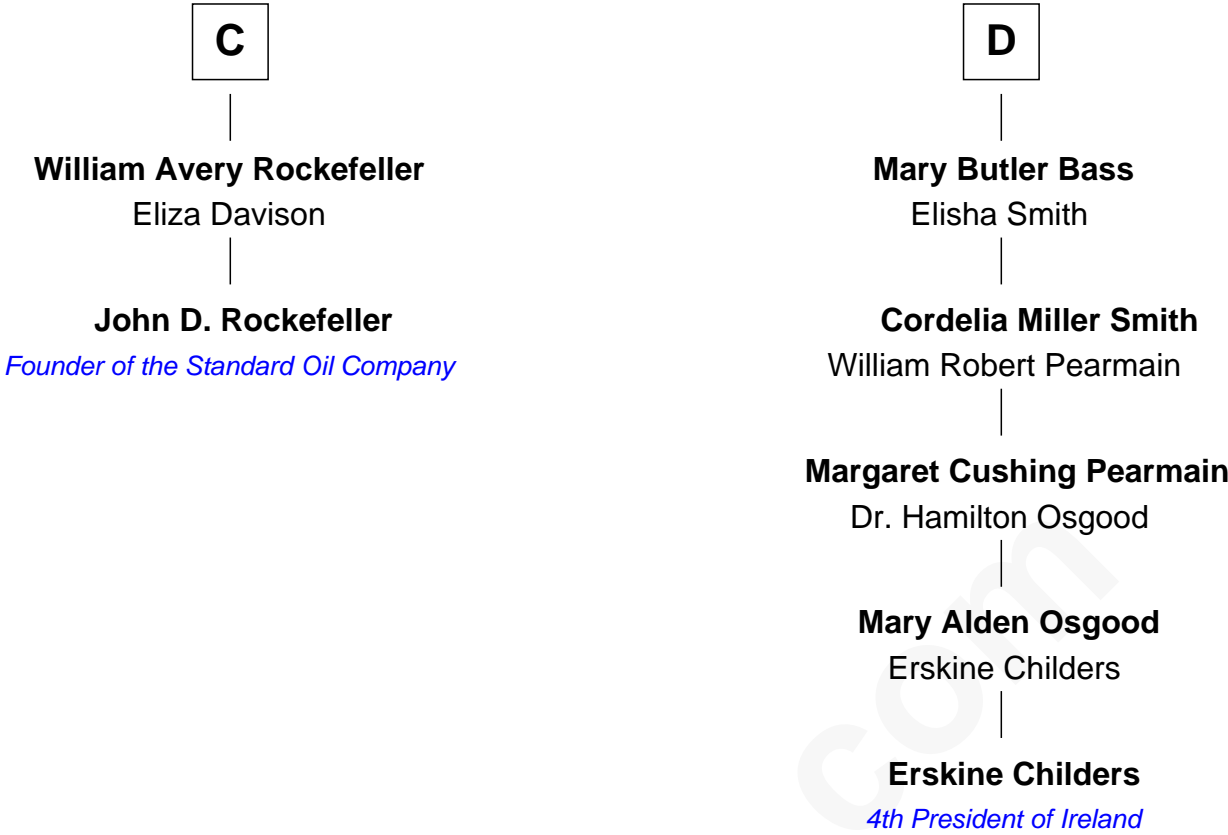 C
William Avery Rockefeller
Eliza Davison
John D. Rockefeller
Founder of the Standard Oil Company
D
Mary Butler Bass
Elisha Smith
Cordelia Miller Smith
William Robert Pearmain
Margaret Cushing Pearmain
Dr. Hamilton Osgood
Mary Alden Osgood
Erskine Childers
Erskine Childers
4th President of Ireland
com